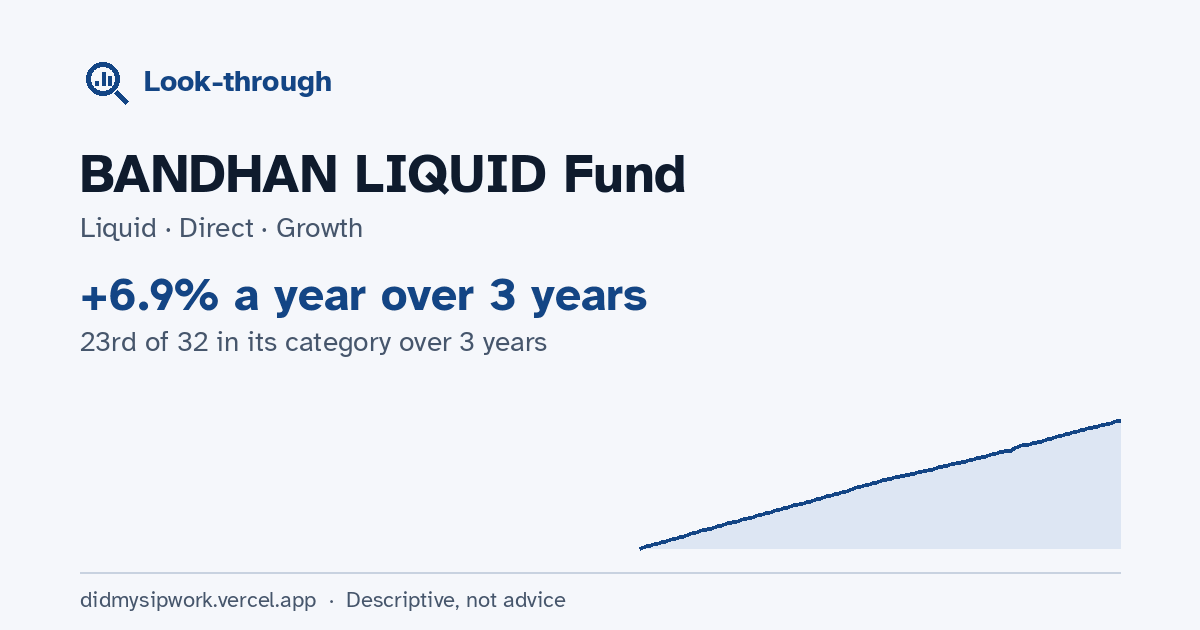 Look-through
BANDHAN LIQUID Fund
Liquid · Direct · Growth
+6.9% a year over 3 years
23rd of 32 in its category over 3 years
didmysipwork.vercel.app · Descriptive, not advice